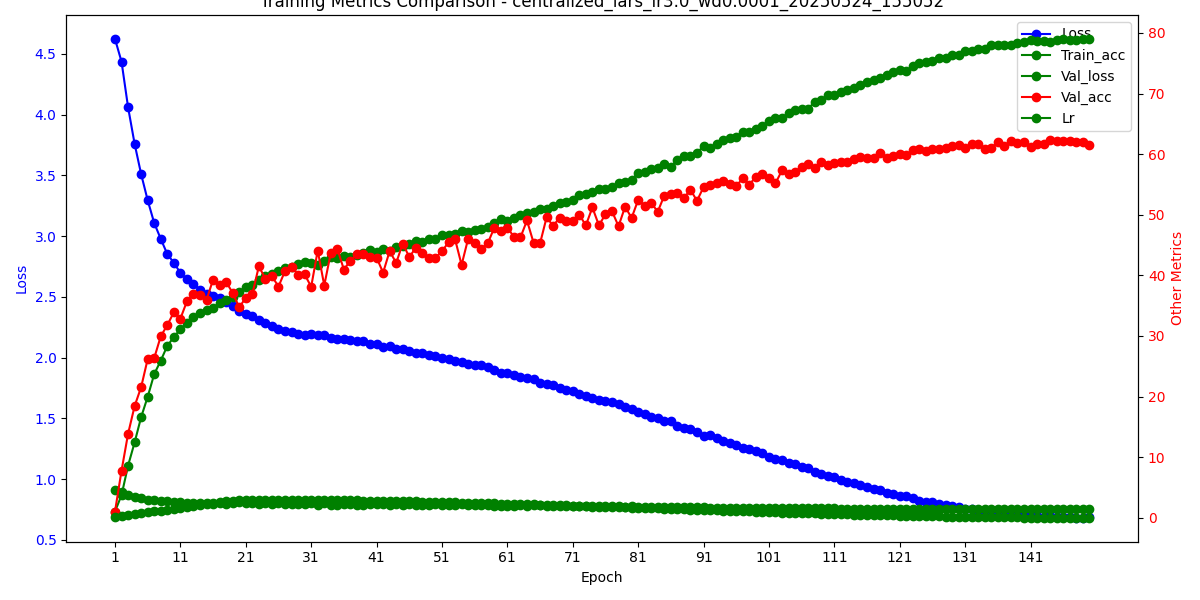 Training Metrics Comparison - centralized_lars_lr3.0_wd0.0001_20250524_155052
Loss
Train_acc
Val_loss
Val_acc
Lr
4.5
4.0
3.5
3.0
2.5
2.0
1.5
1.0
0.5
Loss
80
70
60
50
40
30
20
10
0
Other Metrics
1 11 21 31 41 51 61 71 81 91 101 111 121 131 141
Epoch